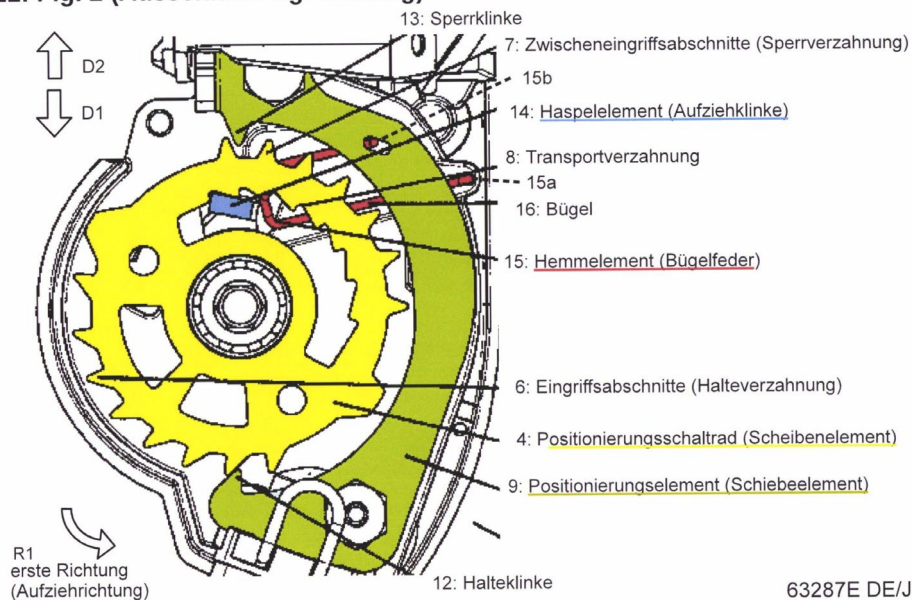 13: Sperrklinke
D2
7: Zwischeneingriffsabschnitte (Sperrverzahnung)
15b
D1
14: Haspelelement (Aufziehklinke)
8: Transportverzahnung
15a
16: Bügel
15: Hemmelement (Bügelfeder)
6: Eingriffsabschnitte (Halteverzahnung)
4: Positionierungsschaltrad (Scheibenelement)
9: Positionierungselement (Schiebeelement)
R1
erste Richtung
(Aufziehrichtung)
12: Halteklinke
63287E DE/J